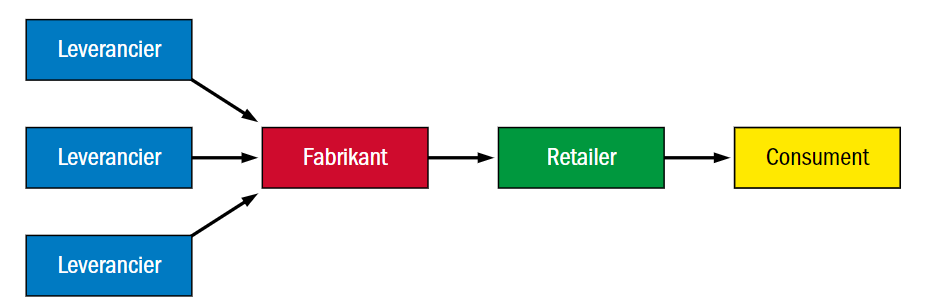 Leverancier
Leverancier
Fabrikant
Retailer
Consument
Leverancier